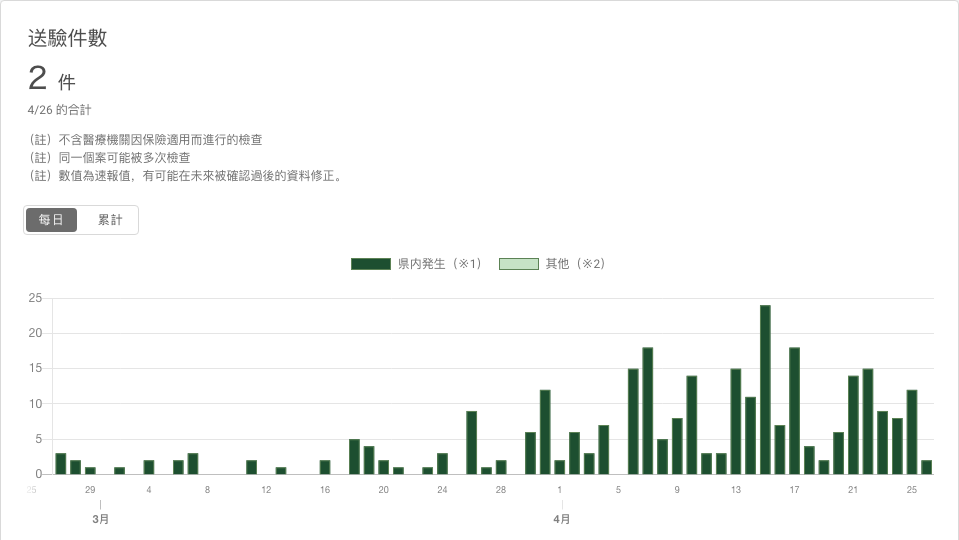 送驗件數
2 件
4/26 的合計
（註）不含醫療機關因保險適用而進行的檢查
（註）同一個案可能被多次檢查
（註）數值為速報值，有可能在未來被確認過後的資料修正。
每日 累計
県内発生（※1） 其他（※2）
25
20
15
10
5
0
25 29 4 8 12 16 20 24 28 1 5 9 13 17 21 25
3月 4月